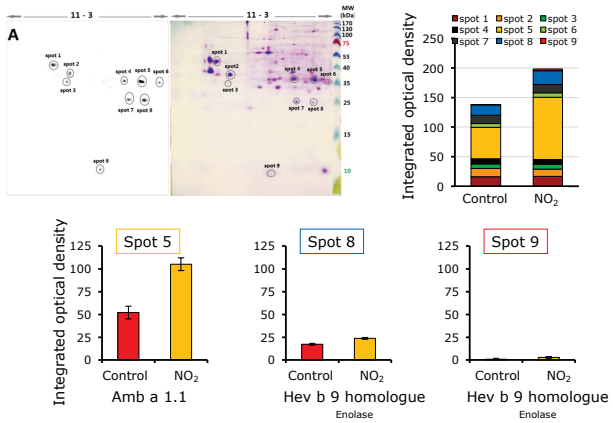 11 - 3
11 - 3
MW
(kDa)
A
spot 1
spot 2
spot 3
spot 4
spot 5
spot 6
spot 7
spot 8
spot 9
spot 1
spot2
spot 3
spot 4
spot 5
spot 6
spot 7
spot 8
spot 9
170
130
100
75
55
40
35
25
10
spot 1 spot 2 spot 3
spot 4 spot 5 spot 6
spot 7 spot 8 spot 9
Integrated optical density
250
200
150
100
50
0
Control NO₂
Integrated optical density
Spot 5
125
100
75
50
25
0
Control NO₂
Amb a 1.1
Spot 8
125
100
75
50
25
0
Control NO₂
Hev b 9 homologue
Enolase
Spot 9
125
100
75
50
25
0
Control NO₂
Hev b 9 homologue
Enolase